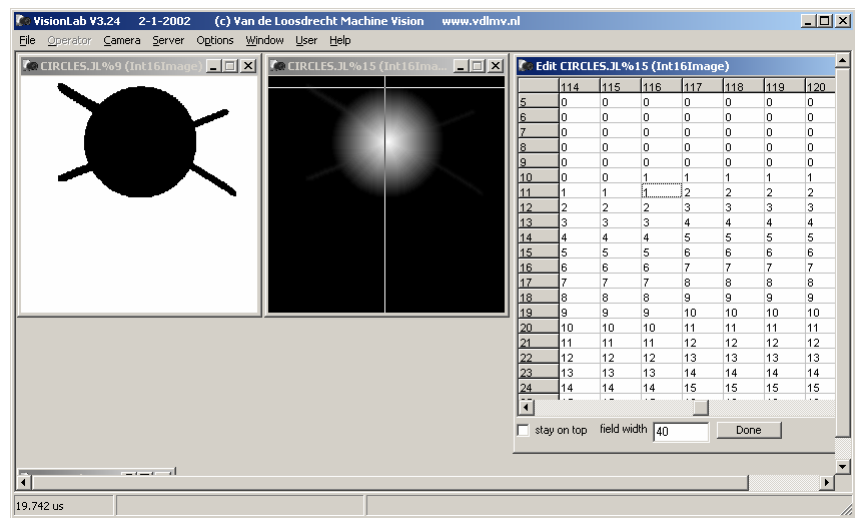 VisionLab V3.24 2-1-2002 (c) Van de Loosdrecht Machine Vision www.vdlmv.nl
File Operator Camera Server Options Window User Help
CIRCLES.JL%9 (Int16Image)
CIRCLES.JL%15 (Int16Ima...
Edit CIRCLES.JL%15 (Int16Image)
114 115 116 117 118 119 120
5 0 0 0 0 0 0 0
6 0 0 0 0 0 0 0
7 0 0 0 0 0 0 0
8 0 0 0 0 0 0 0
9 0 0 0 0 0 0 0
10 0 0 1 1 1 1 1
11 1 1 1 2 2 2 2
12 2 2 2 3 3 3 3
13 3 3 3 4 4 4 4
14 4 4 4 5 5 5 5
15 5 5 5 6 6 6 6
16 6 6 6 7 7 7 7
17 7 7 7 8 8 8 8
18 8 8 8 9 9 9 9
19 9 9 9 10 10 10 10
20 10 10 10 11 11 11 11
21 11 11 11 12 12 12 12
22 12 12 12 13 13 13 13
23 13 13 13 14 14 14 14
24 14 14 14 15 15 15 15
stay on top field width 40 Done
19.742 us